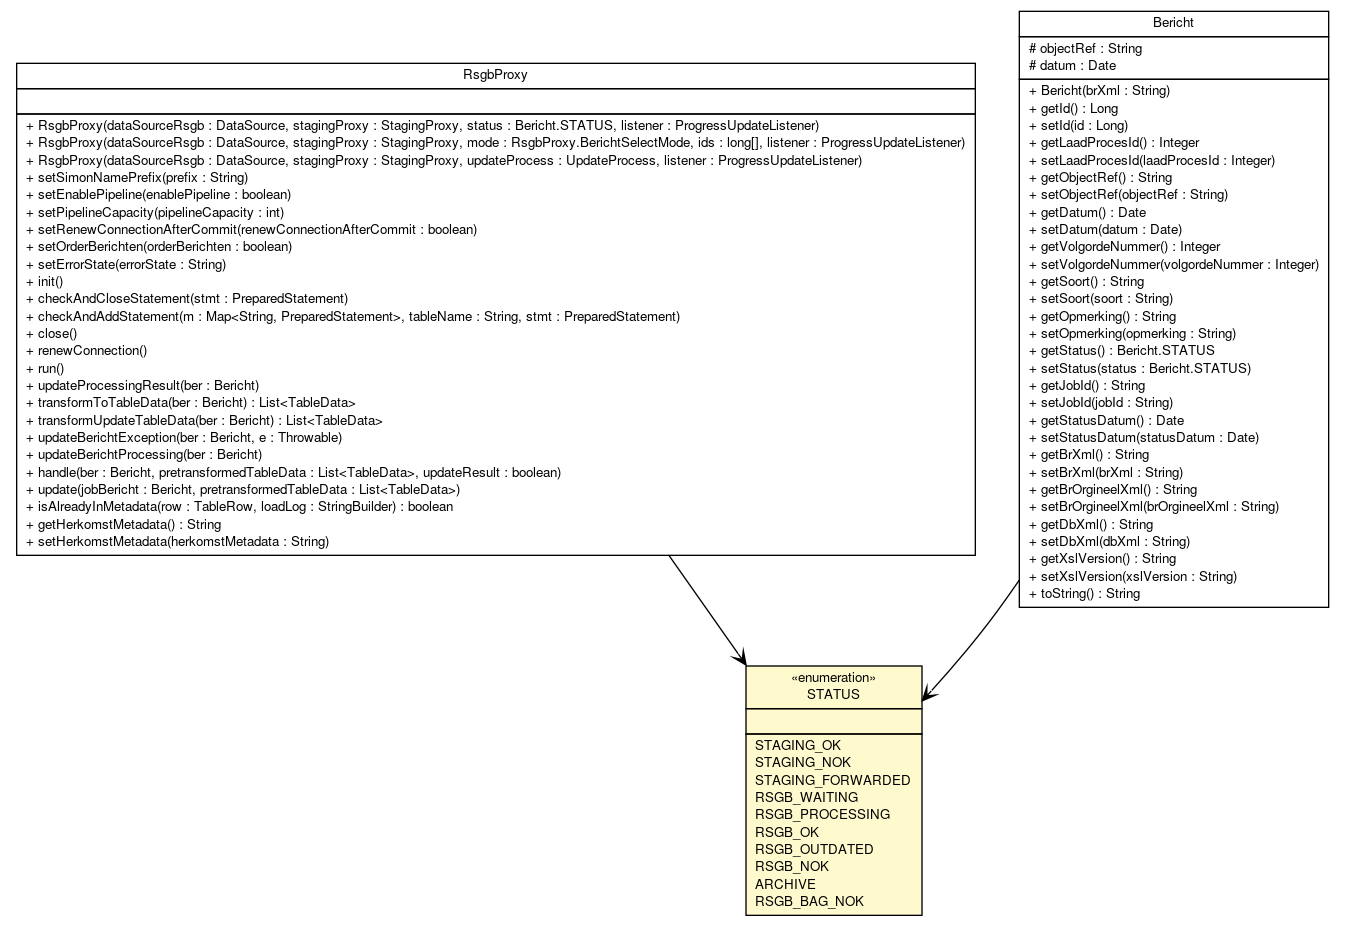 RsgbProxy
+ RsgbProxy(dataSourceRsgb : DataSource, stagingProxy : StagingProxy, status : Bericht.STATUS, listener : ProgressUpdateListener)
+ RsgbProxy(dataSourceRsgb : DataSource, stagingProxy : StagingProxy, mode : RsgbProxy.BerichtSelectMode, ids : long[], listener : ProgressUpdateListener)
+ RsgbProxy(dataSourceRsgb : DataSource, stagingProxy : StagingProxy, updateProcess : UpdateProcess, listener : ProgressUpdateListener)
+ setSimonNamePrefix(prefix : String)
+ setEnablePipeline(enablePipeline : boolean)
+ setPipelineCapacity(pipelineCapacity : int)
+ setRenewConnectionAfterCommit(renewConnectionAfterCommit : boolean)
+ setOrderBerichten(orderBerichten : boolean)
+ setErrorState(errorState : String)
+ init()
+ checkAndCloseStatement(stmt : PreparedStatement)
+ checkAndAddStatement(m : Map<String, PreparedStatement>, tableName : String, stmt : PreparedStatement)
+ close()
+ renewConnection()
+ run()
+ updateProcessingResult(ber : Bericht)
+ transformToTableData(ber : Bericht) : List<TableData>
+ transformUpdateTableData(ber : Bericht) : List<TableData>
+ updateBerichtException(ber : Bericht, e : Throwable)
+ updateBerichtProcessing(ber : Bericht)
+ handle(ber : Bericht, pretransformedTableData : List<TableData>, updateResult : boolean)
+ update(jobBericht : Bericht, pretransformedTableData : List<TableData>)
+ isAlreadyInMetadata(row : TableRow, loadLog : StringBuilder) : boolean
+ getHerkomstMetadata() : String
+ setHerkomstMetadata(herkomstMetadata : String)
Bericht
# objectRef : String
# datum : Date
+ Bericht(brXml : String)
+ getId() : Long
+ setId(id : Long)
+ getLaadProcesId() : Integer
+ setLaadProcesId(laadProcesId : Integer)
+ getObjectRef() : String
+ setObjectRef(objectRef : String)
+ getDatum() : Date
+ setDatum(datum : Date)
+ getVolgordeNummer() : Integer
+ setVolgordeNummer(volgordeNummer : Integer)
+ getSoort() : String
+ setSoort(soort : String)
+ getOpmerking() : String
+ setOpmerking(opmerking : String)
+ getStatus() : Bericht.STATUS
+ setStatus(status : Bericht.STATUS)
+ getJobId() : String
+ setJobId(jobId : String)
+ getStatusDatum() : Date
+ setStatusDatum(statusDatum : Date)
+ getBrXml() : String
+ setBrXml(brXml : String)
+ getBrOrgineelXml() : String
+ setBrOrgineelXml(brOrgineelXml : String)
+ getDbXml() : String
+ setDbXml(dbXml : String)
+ getXslVersion() : String
+ setXslVersion(xslVersion : String)
+ toString() : String
«enumeration»
STATUS
STAGING_OK
STAGING_NOK
STAGING_FORWARDED
RSGB_WAITING
RSGB_PROCESSING
RSGB_OK
RSGB_OUTDATED
RSGB_NOK
ARCHIVE
RSGB_BAG_NOK